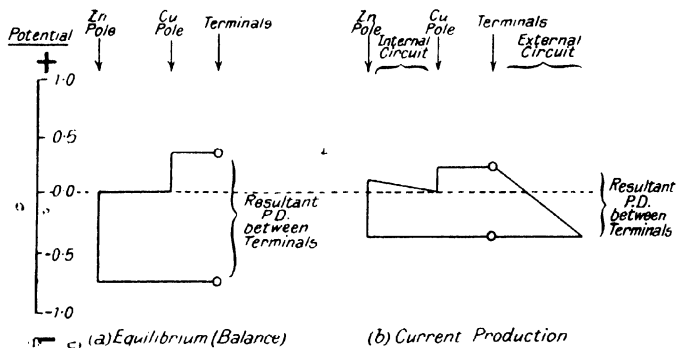 Zn Pole
Cu Pole
Terminals
Zn Pole
Cu Pole
Terminals
Internal Circuit
External Circuit
Potential
+
1.0
0.5
0.0
-0.5
-1.0
Resultant
P.D.
between
Terminals
Resultant
P.D.
between
Terminals
(a) Equilibrium (Balance)
(b) Current Production